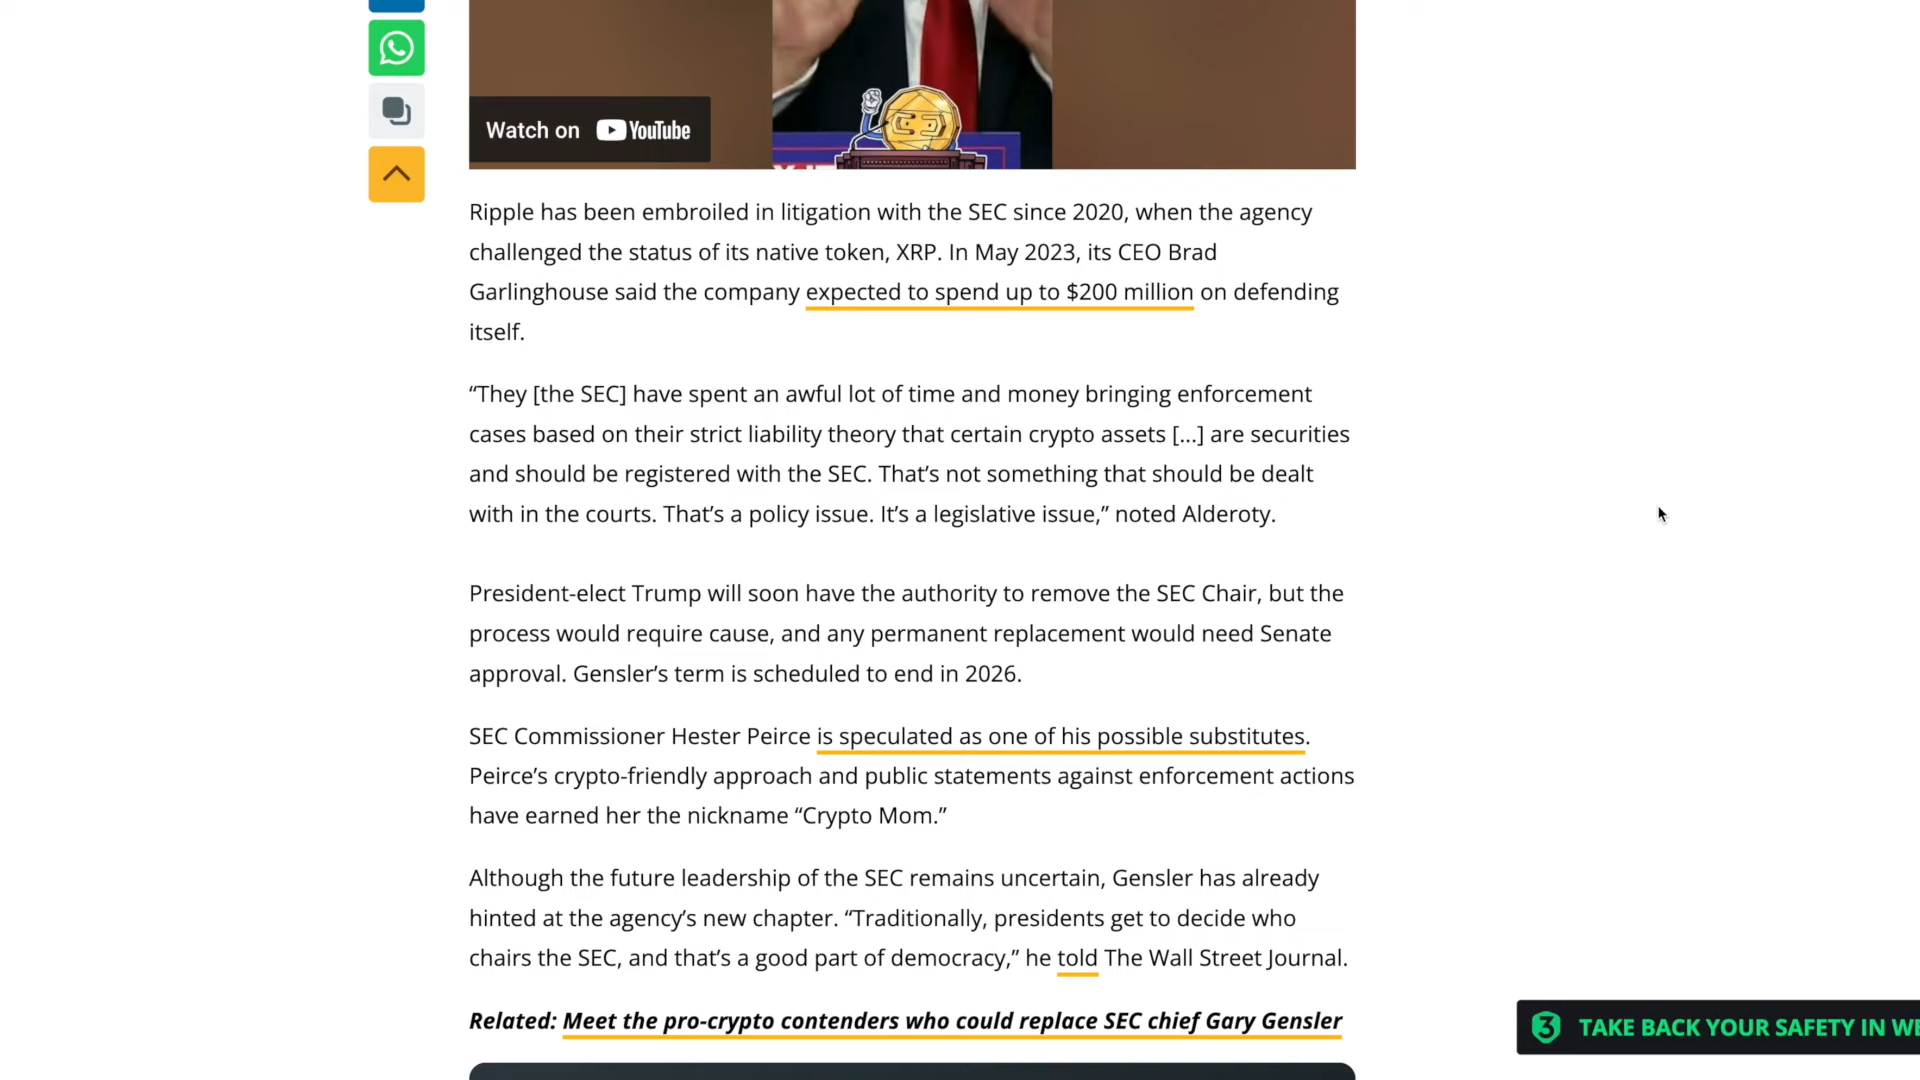 Watch on YouTube
Ripple has been embroiled in litigation with the SEC since 2020, when the agency
challenged the status of its native token, XRP. In May 2023, its CEO Brad
Garlinghouse said the company expected to spend up to $200 million on defending
itself.
“They [the SEC] have spent an awful lot of time and money bringing enforcement
cases based on their strict liability theory that certain crypto assets [...] are securities
and should be registered with the SEC. That’s not something that should be dealt
with in the courts. That’s a policy issue. It’s a legislative issue,” noted Alderoty.
President-elect Trump will soon have the authority to remove the SEC Chair, but the
process would require cause, and any permanent replacement would need Senate
approval. Gensler’s term is scheduled to end in 2026.
SEC Commissioner Hester Peirce is speculated as one of his possible substitutes.
Peirce’s crypto-friendly approach and public statements against enforcement actions
have earned her the nickname “Crypto Mom.”
Although the future leadership of the SEC remains uncertain, Gensler has already
hinted at the agency’s new chapter. “Traditionally, presidents get to decide who
chairs the SEC, and that’s a good part of democracy,” he told The Wall Street Journal.
Related: Meet the pro-crypto contenders who could replace SEC chief Gary Gensler
3 TAKE BACK YOUR SAFETY IN WE